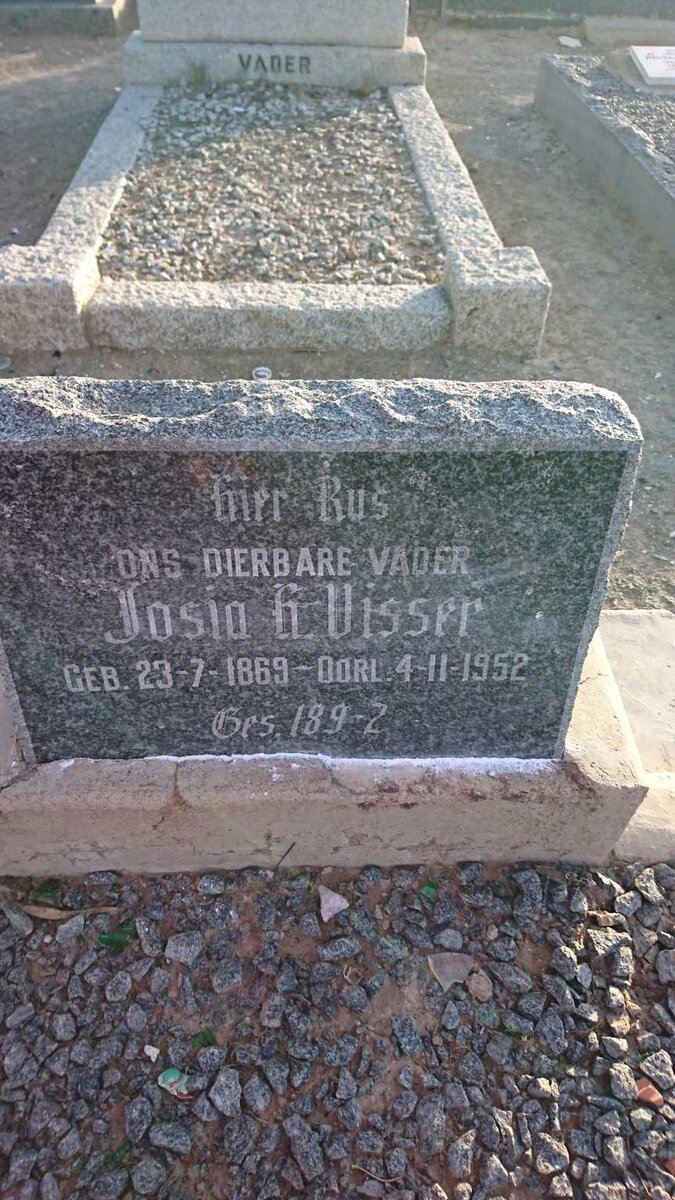 VADER
Hier Rus
ONS DIERBARE VADER
Josia G. Visser
GEB. 23-7-1869 – OORL. 4-11-1952
Ges. 189-2